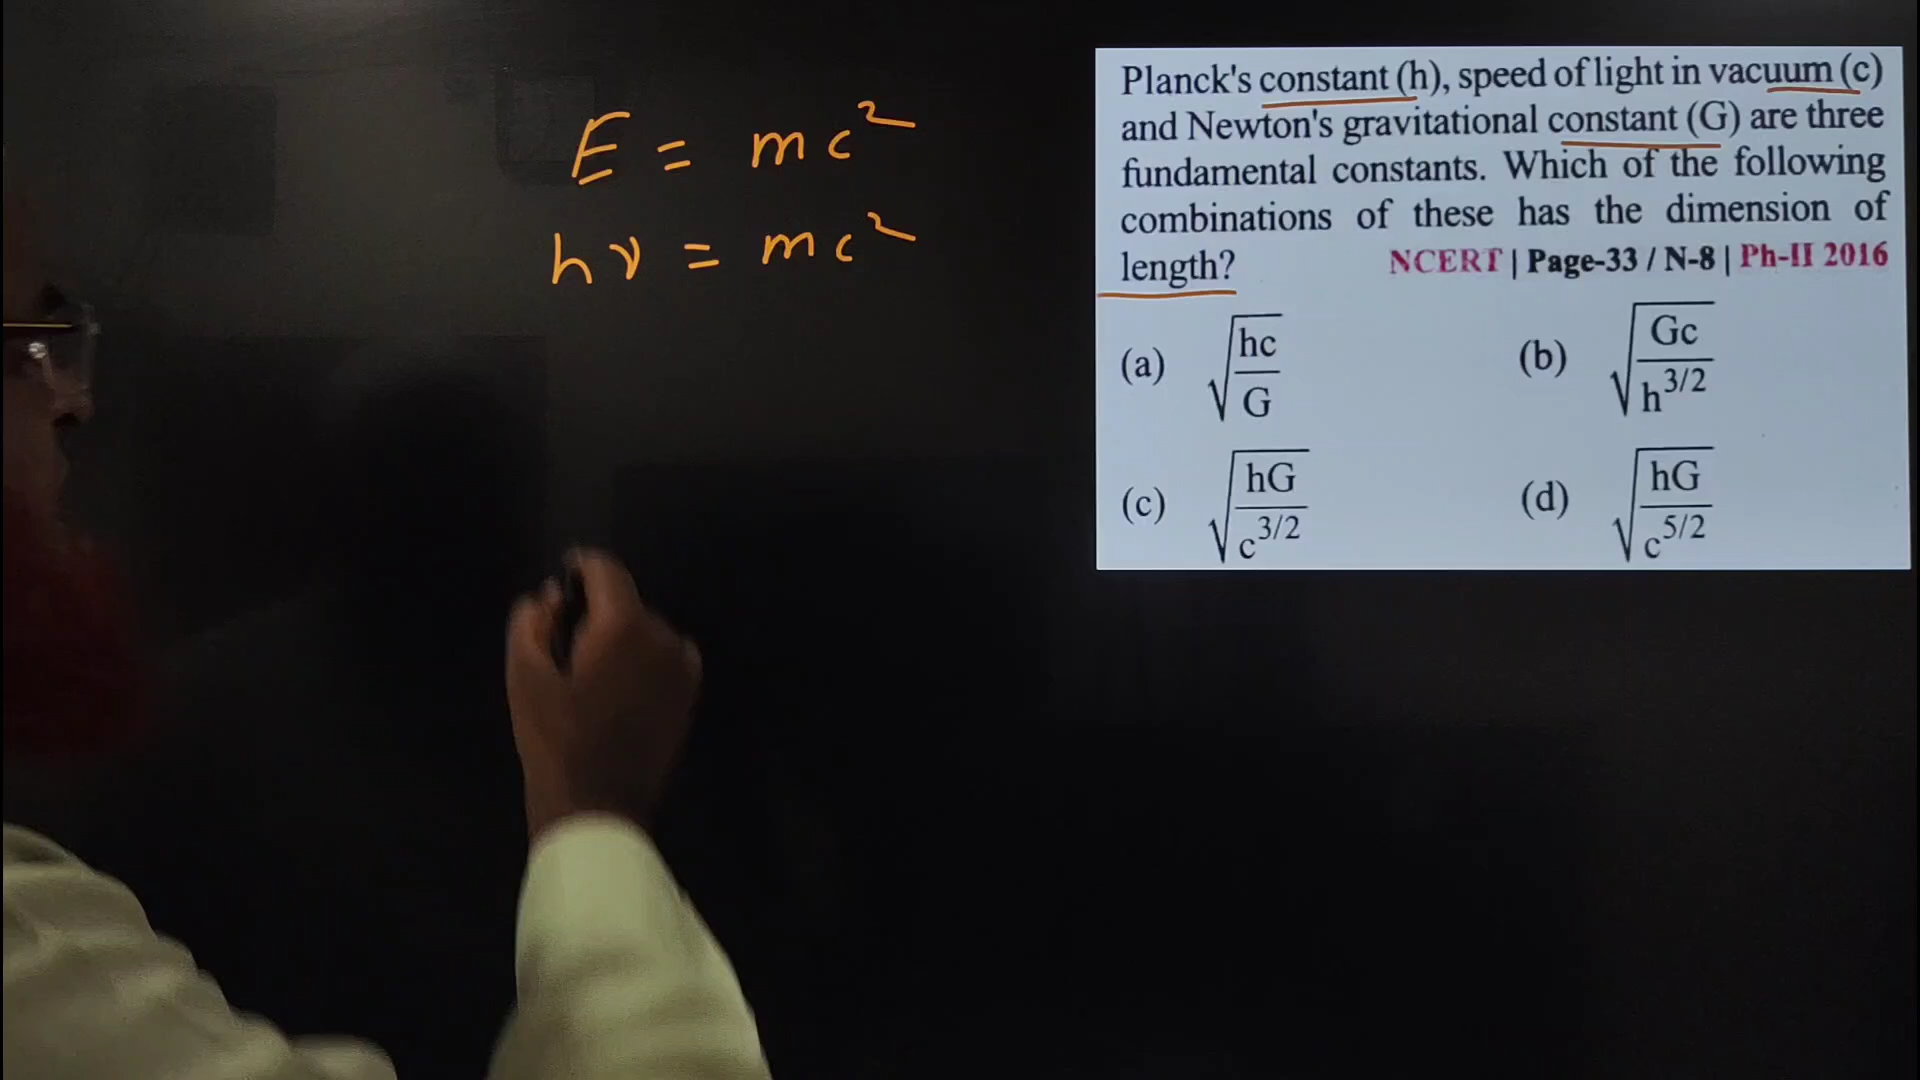 E = mc²
hν = mc²
Planck's constant (h), speed of light in vacuum (c)
and Newton's gravitational constant (G) are three
fundamental constants. Which of the following
combinations of these has the dimension of
length? NCERT | Page-33 / N-8 | Ph-II 2016
(a) √(hc/G) (b) √(Gc/h^3/2)
(c) √(hG/c^3/2) (d) √(hG/c^5/2)